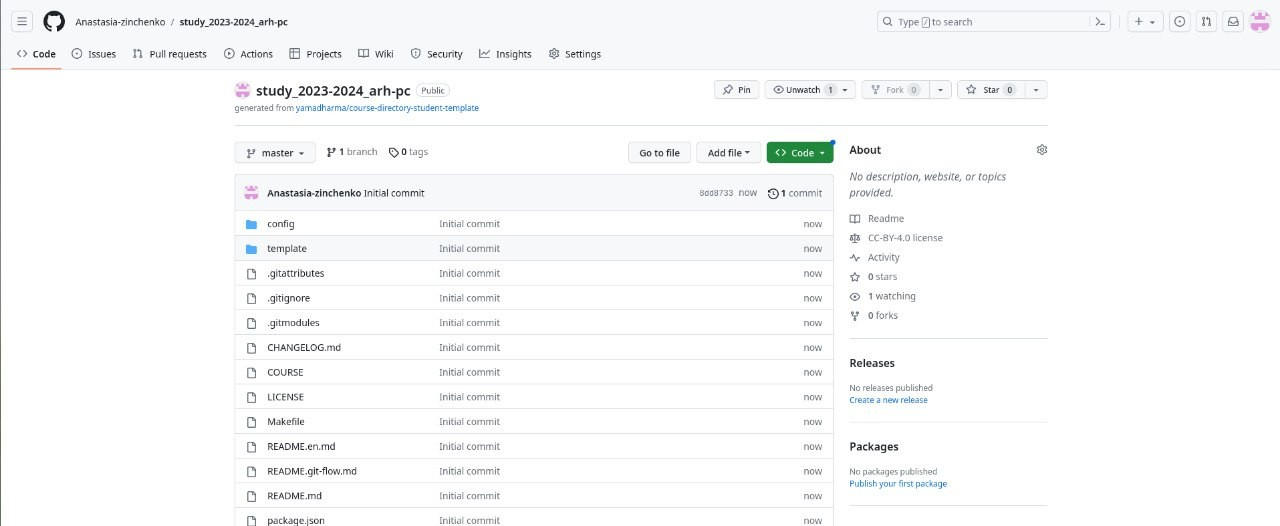 Anastasia-zinchenko / study_2023-2024_arh-pc
Type / to search
Code Issues Pull requests Actions Projects Wiki Security Insights Settings
study_2023-2024_arh-pc Public
Pin Unwatch 1 Fork 0 Star 0
generated from yamadharma/course-directory-student-template
master 1 branch 0 tags
Go to file Add file Code
Anastasia-zinchenko Initial commit 8dd8733 now 1 commit
config Initial commit now
template Initial commit now
.gitattributes Initial commit now
.gitignore Initial commit now
.gitmodules Initial commit now
CHANGELOG.md Initial commit now
COURSE Initial commit now
LICENSE Initial commit now
Makefile Initial commit now
README.en.md Initial commit now
README.git-flow.md Initial commit now
README.md Initial commit now
package.json Initial commit now
About
No description, website, or topics
provided.
Readme
CC-BY-4.0 license
Activity
0 stars
1 watching
0 forks
Releases
No releases published
Create a new release
Packages
No packages published
Publish your first package